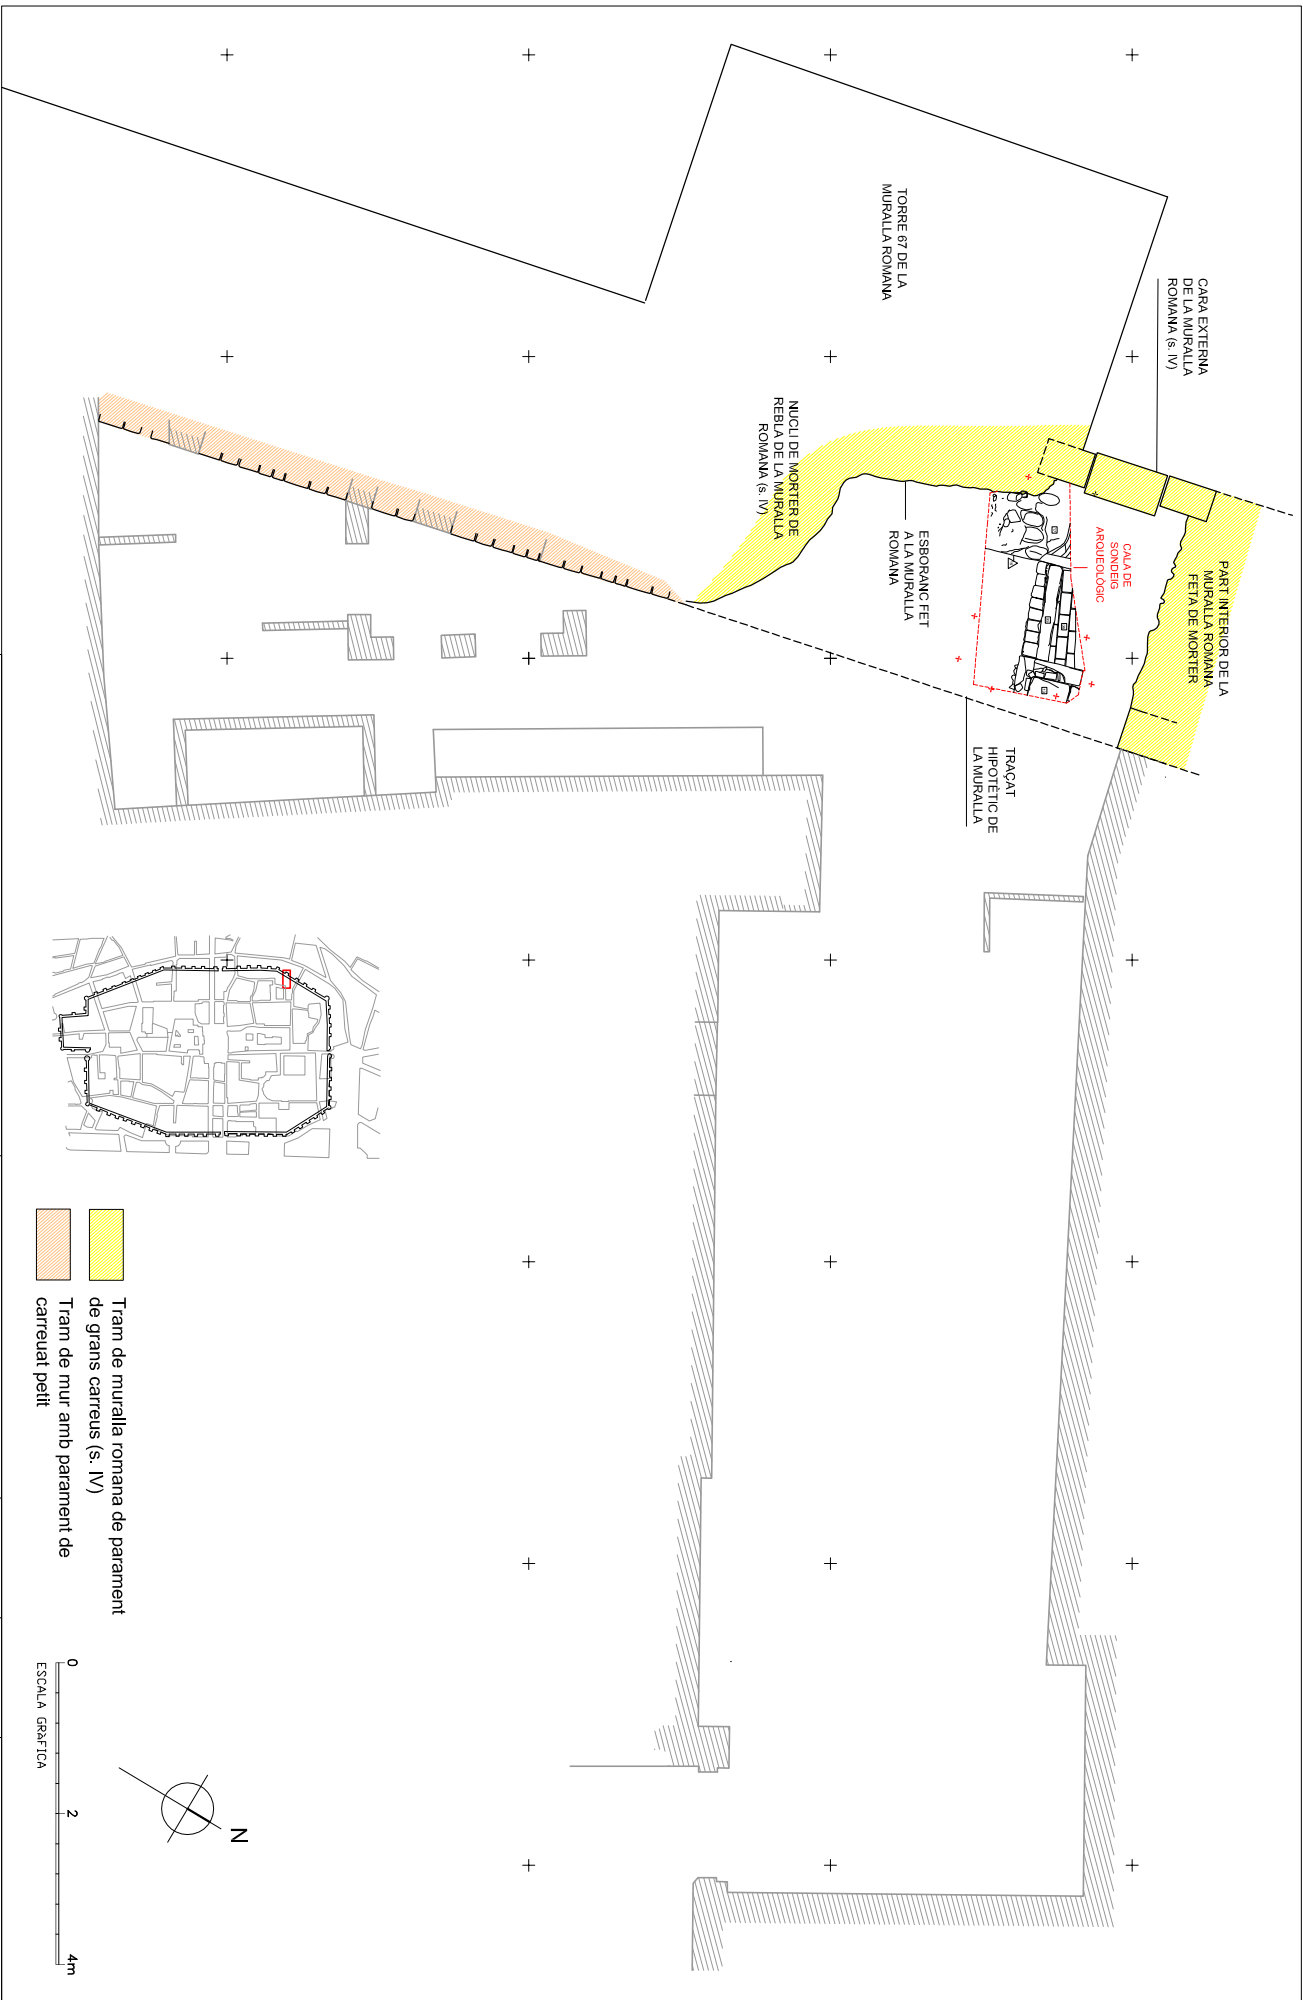 CARA EXTERNA
DE LA MURALLA
ROMANA (s. IV)
TORRE 67 DE LA
MURALLA ROMANA
PART INTERIOR DE LA
MURALLA ROMANA
FETA DE MORTER
CALA DE
SONDEIG
ARQUEOLÒGIC
NUCLI DE MORTER DE
REBLA DE LA MURALLA
ROMANA (s. IV)
ESBORANC FET
A LA MURALLA
ROMANA
TRAÇAT
HIPOTÈTIC DE
LA MURALLA
Tram de muralla romana de parament
de grans carreus (s. IV)
Tram de mur amb parament de
carreuat petit
N
0 2 4m
ESCALA GRÀFICA